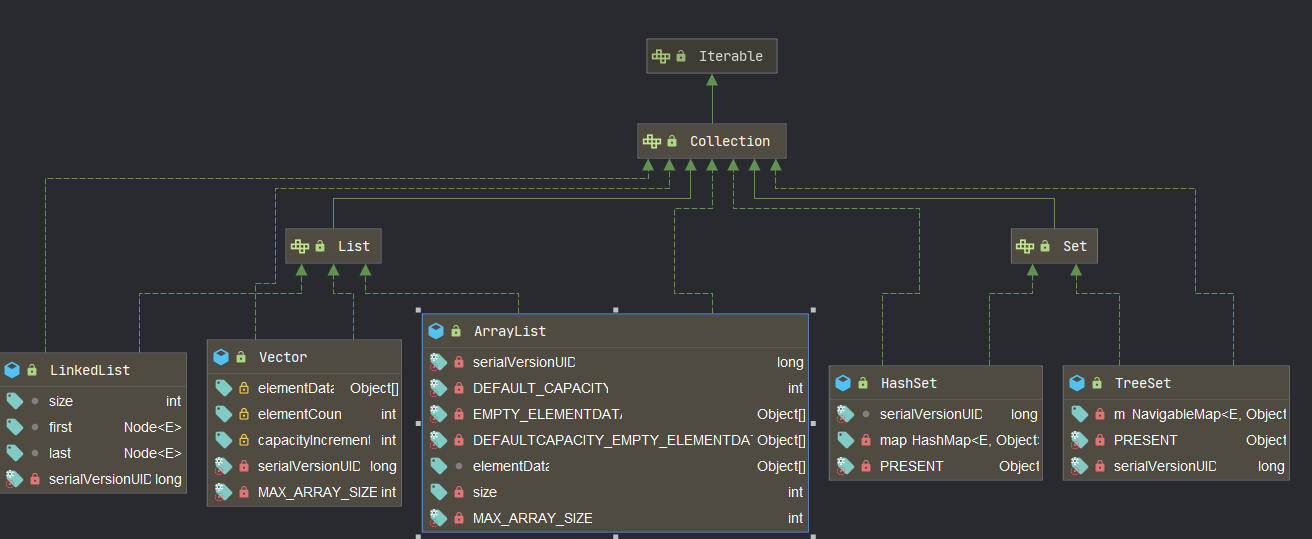 Iterable
Collection
List
Set
LinkedList
size int
first Node<E>
last Node<E>
serialVersionUID long
Vector
elementData Object[]
elementCoun int
capacityIncrement int
serialVersionUID long
MAX_ARRAY_SIZE int
ArrayList
serialVersionUID long
DEFAULT_CAPACITY int
EMPTY_ELEMENTDATA Object[]
DEFAULTCAPACITY_EMPTY_ELEMENTDA Object[]
elementData Object[]
size int
MAX_ARRAY_SIZE int
HashSet
serialVersionUID long
map HashMap<E, Object>
PRESENT Object
TreeSet
m NavigableMap<E, Object
PRESENT Object
serialVersionUID long